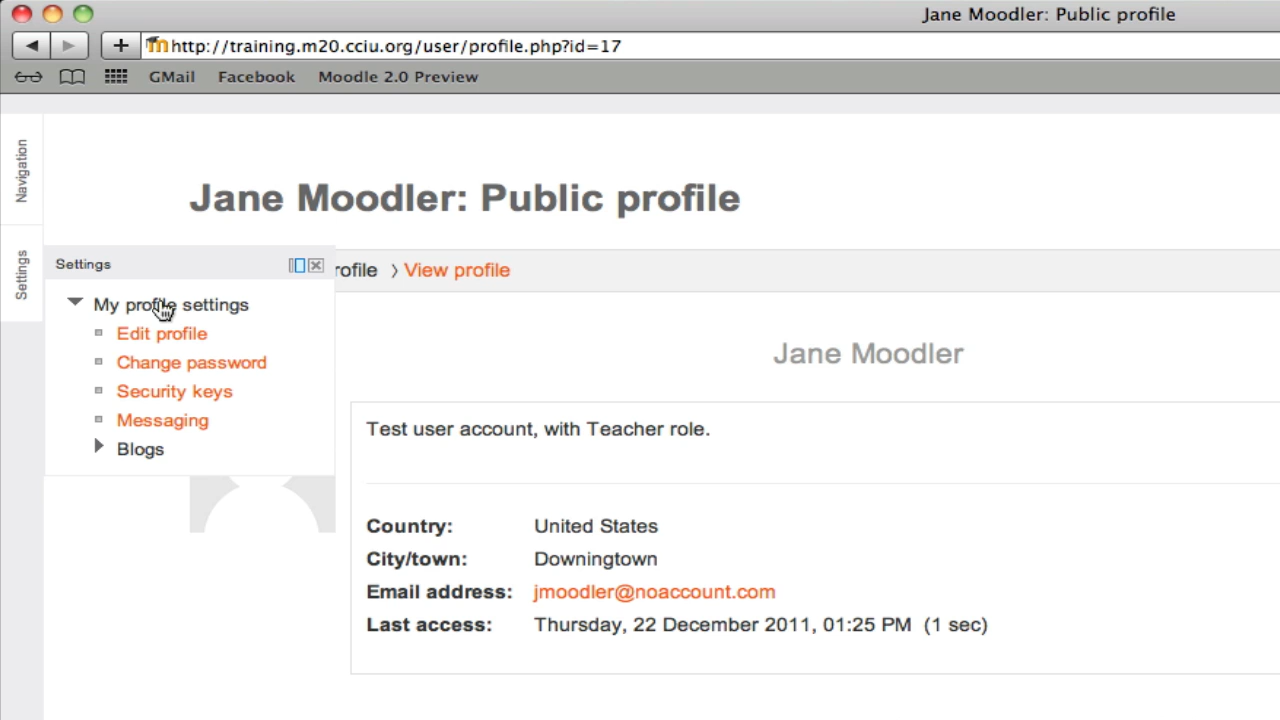 Jane Moodler: Public profile
http://training.m20.cciu.org/user/profile.php?id=17
GMail Facebook Moodle 2.0 Preview
Navigation
Jane Moodler: Public profile
Settings
Settings
rofile › View profile
My profile settings
Edit profile
Change password
Security keys
Messaging
Blogs
Jane Moodler
Test user account, with Teacher role.
Country: United States
City/town: Downingtown
Email address: jmoodler@noaccount.com
Last access: Thursday, 22 December 2011, 01:25 PM (1 sec)